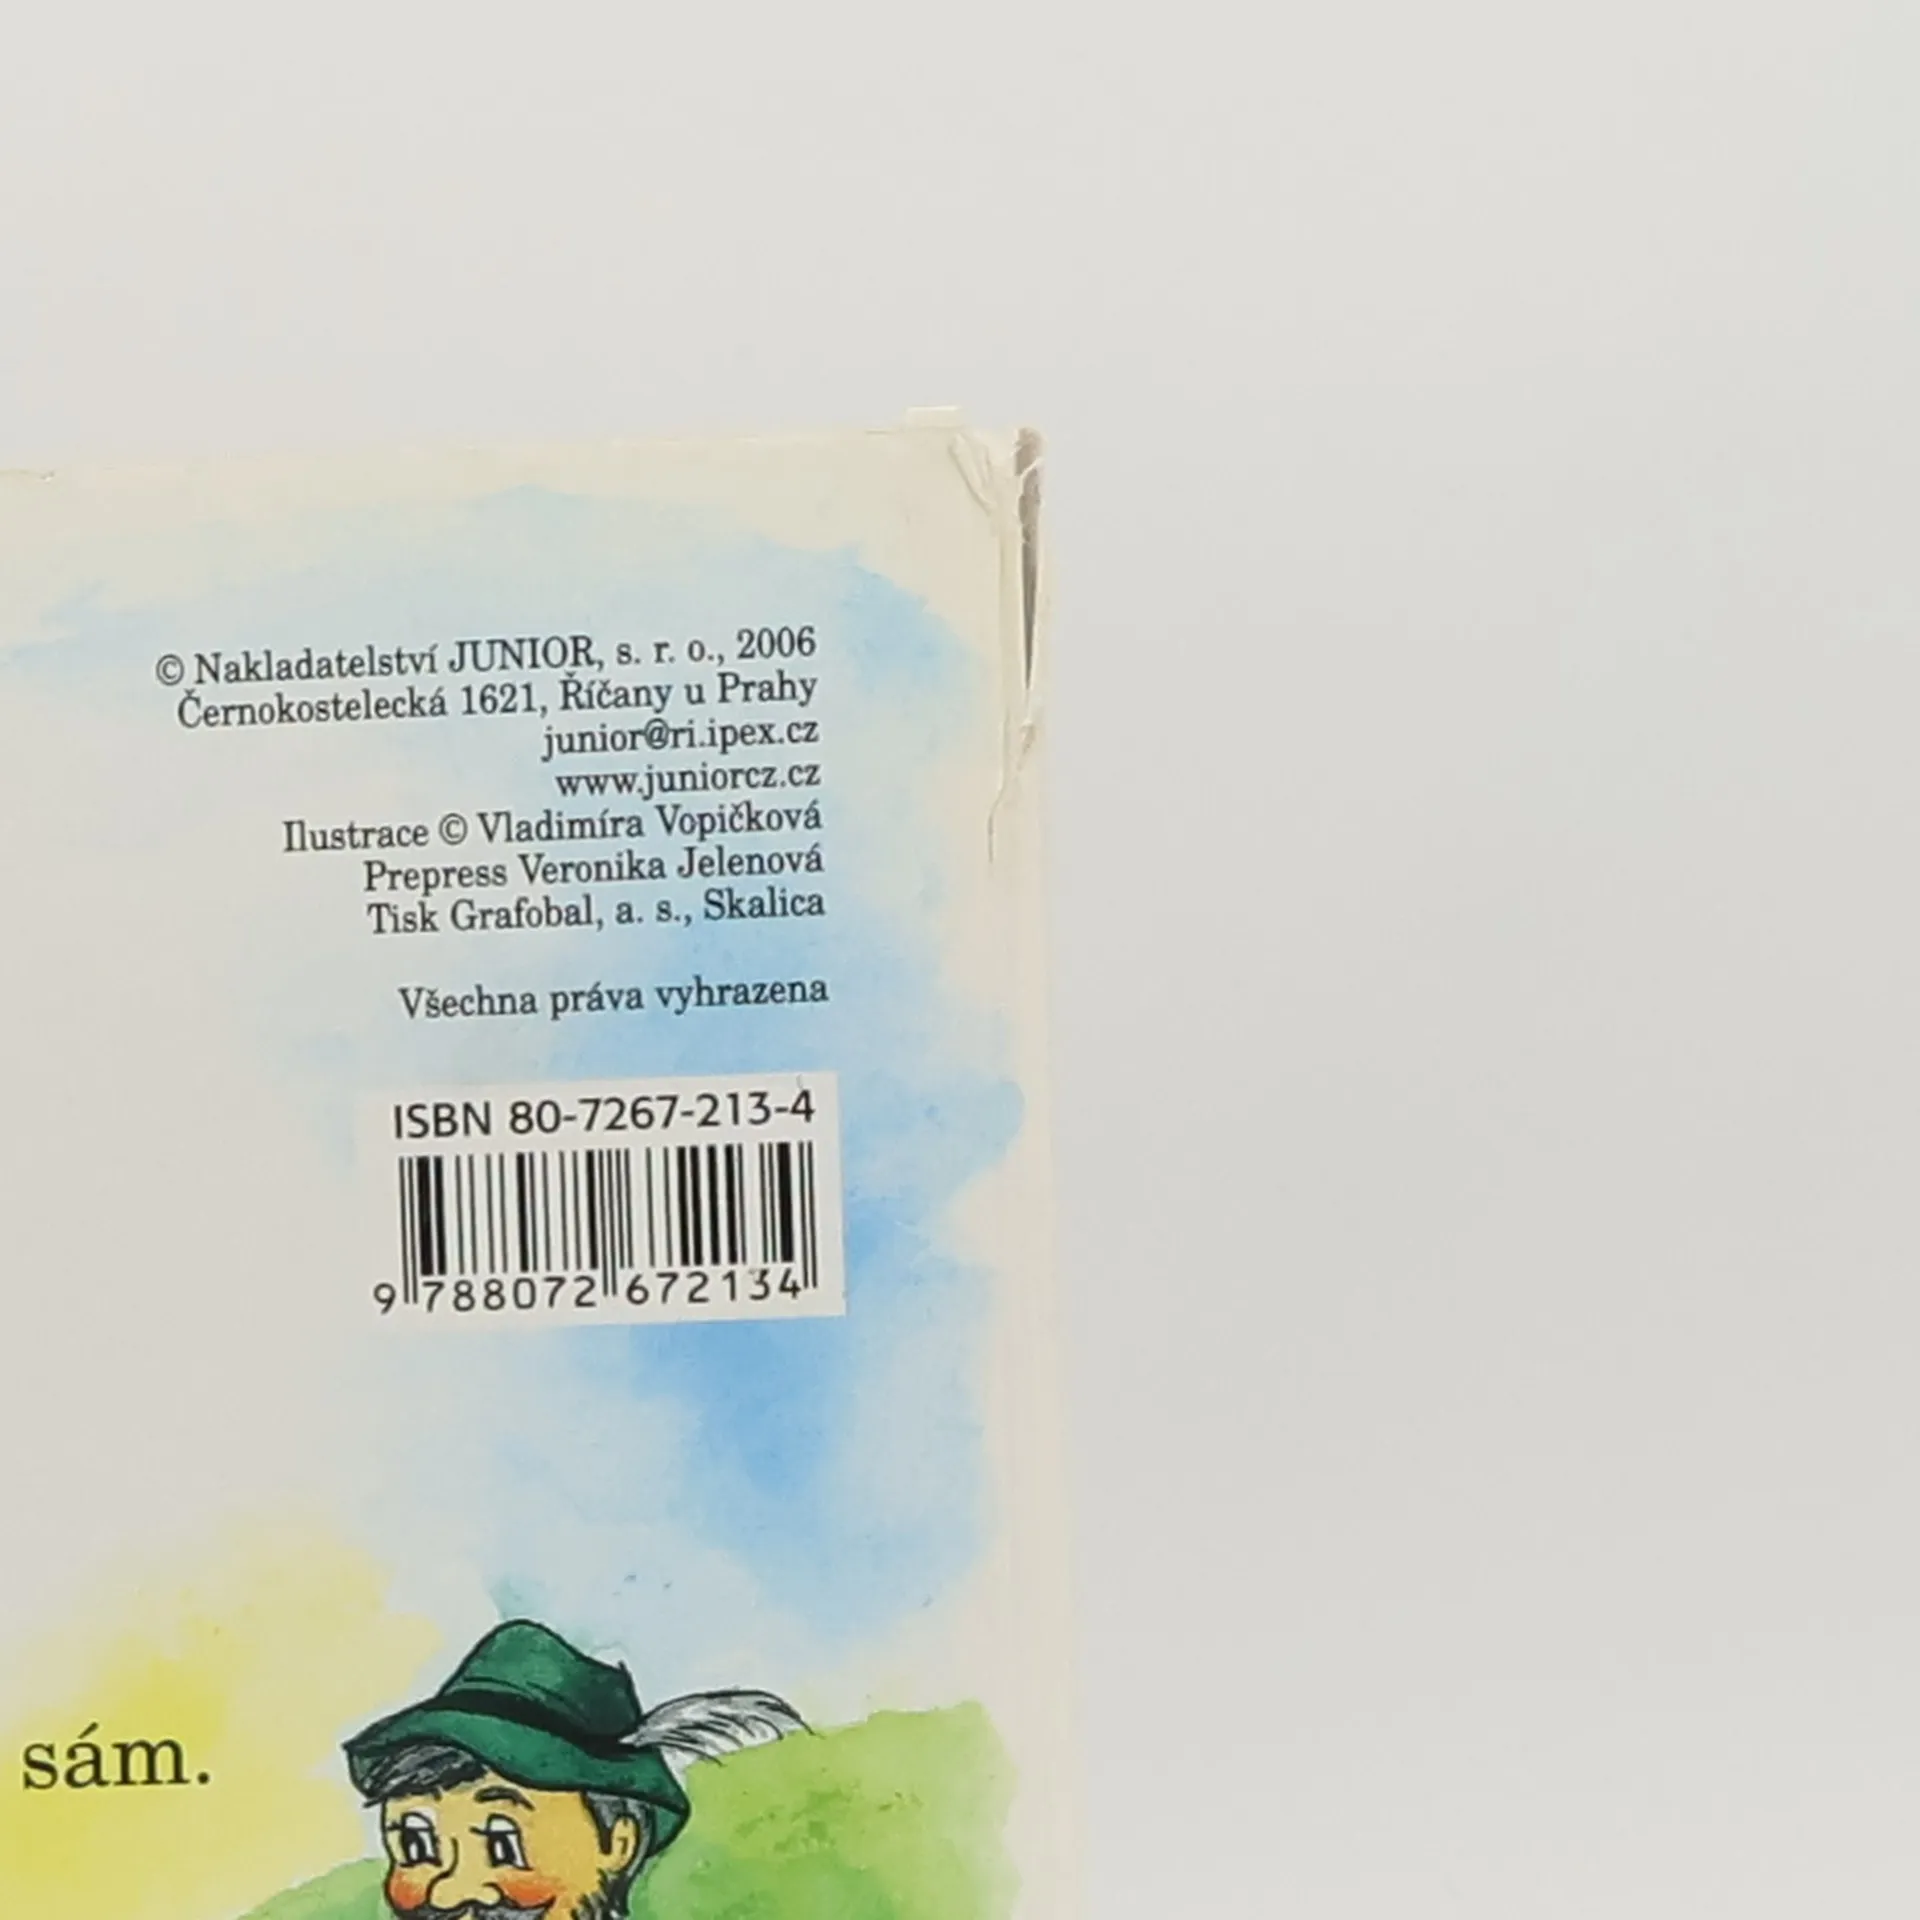 © Nakladatelství JUNIOR, s. r. o., 2006
Černokostelecká 1621, Říčany u Prahy
junior@ri.ipex.cz
www.juniorcz.cz
Ilustrace © Vladimíra Vopičková
Prepress Veronika Jelenová
Tisk Grafobal, a. s., Skalica
Všechna práva vyhrazena
ISBN 80-7267-213-4
9 788072 672134
sám.